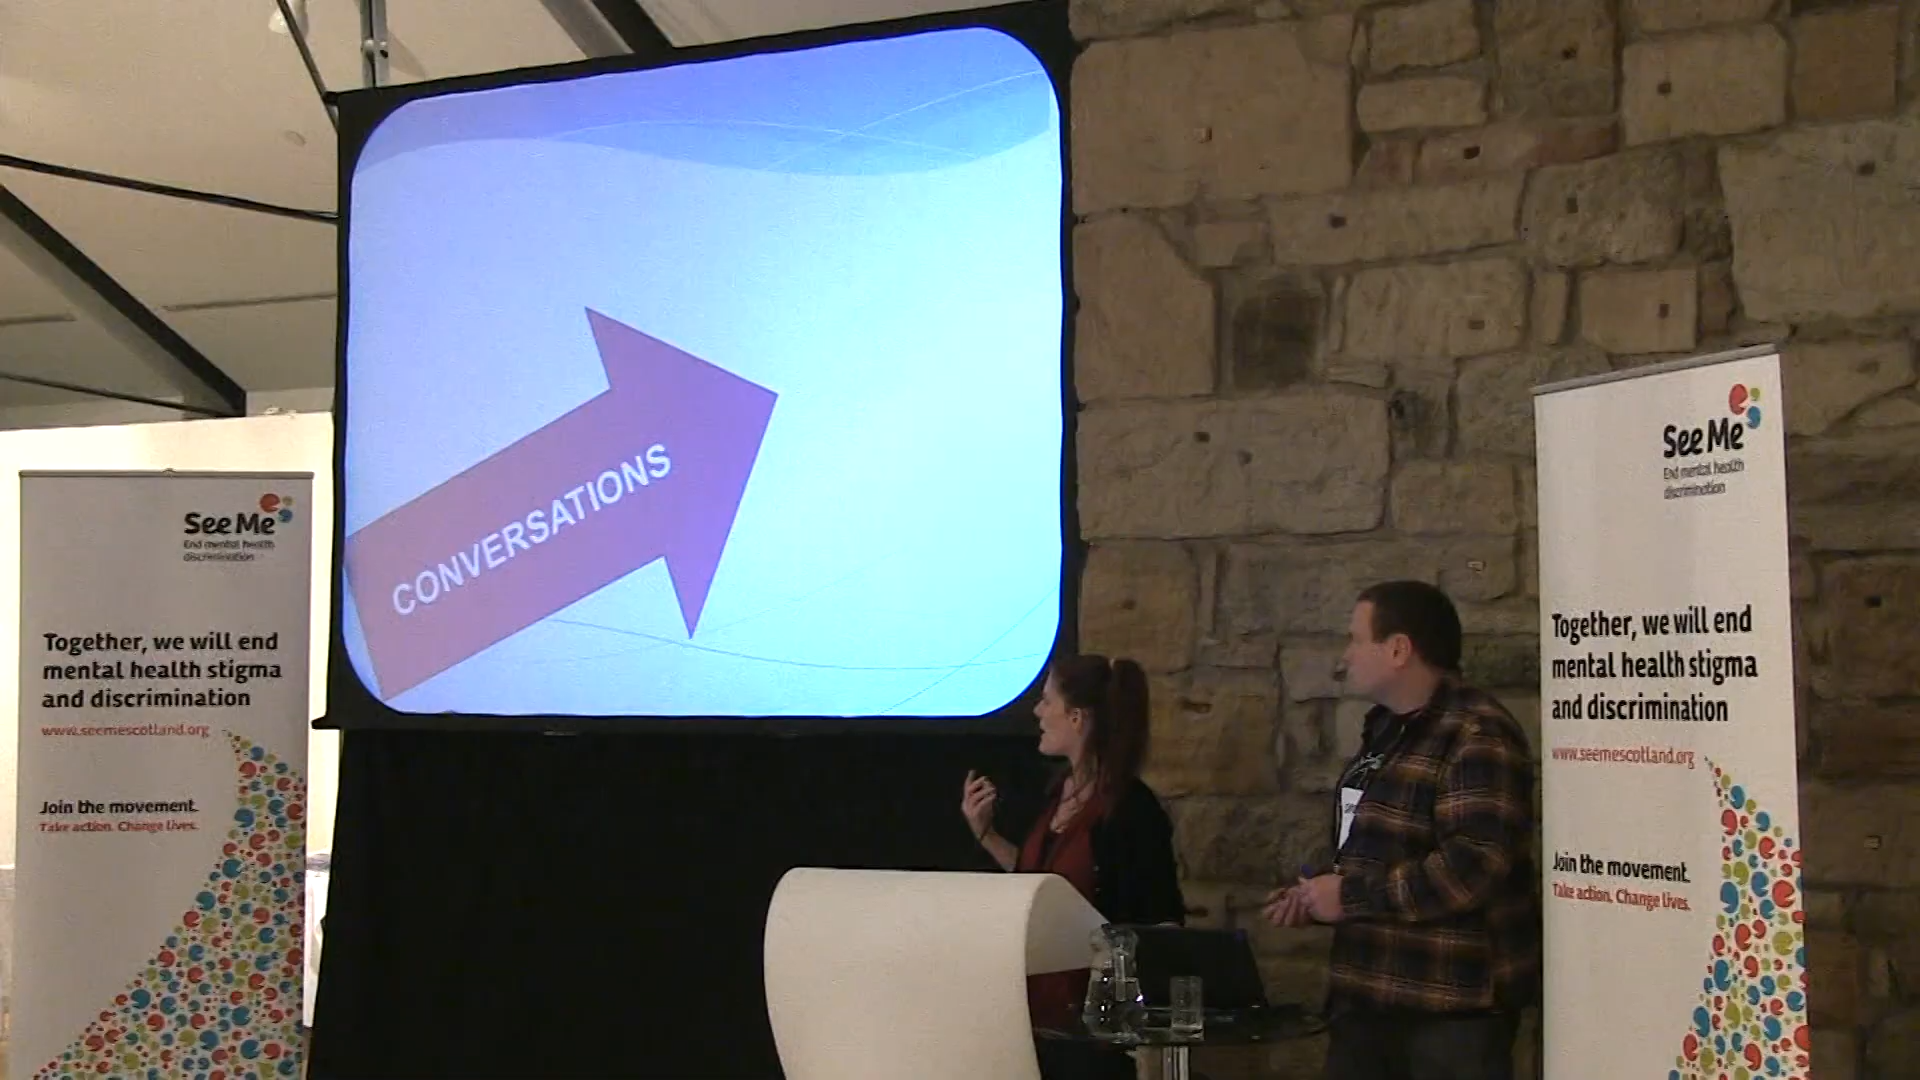 CONVERSATIONS
See Me
End mental health
discrimination
Together, we will end
mental health stigma
and discrimination
www.seemescotland.org
Join the movement.
Take action. Change lives.
See Me
End mental health
discrimination
Together, we will end
mental health stigma
and discrimination
www.seemescotland.org
Join the movement.
Take action. Change lives.